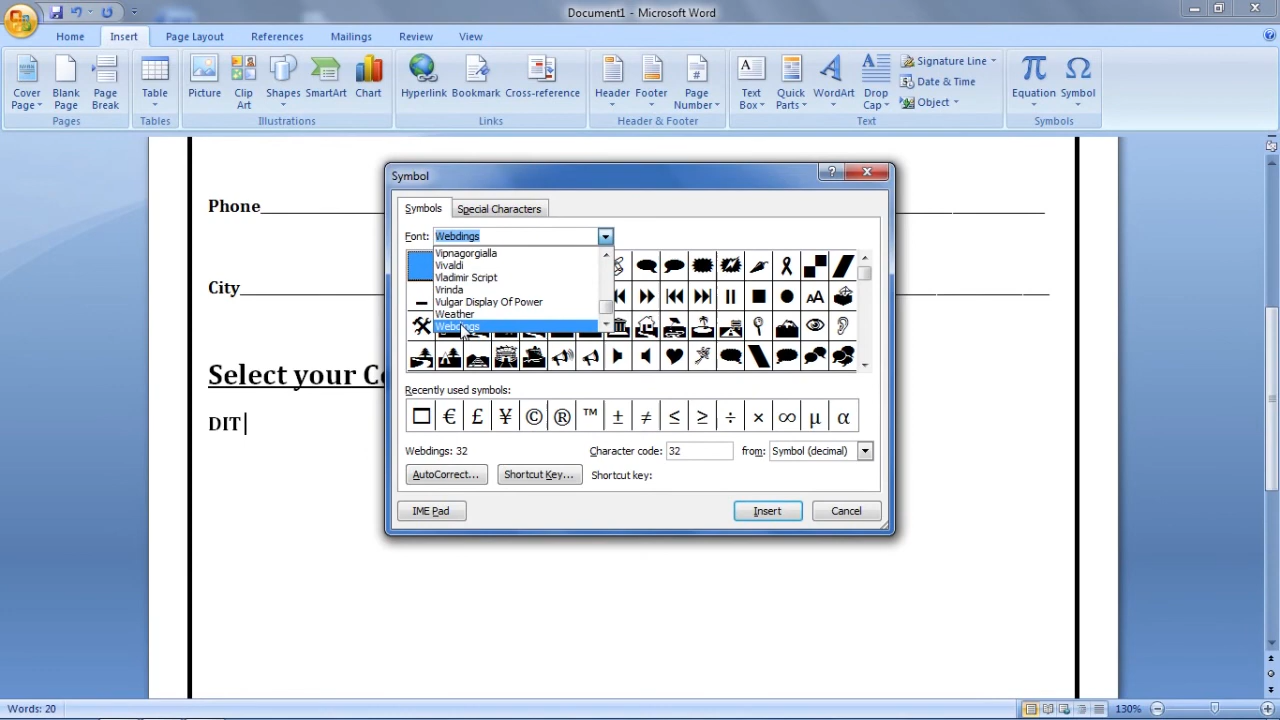 Document1 - Microsoft Word
Home Insert Page Layout References Mailings Review View
Cover Page
Blank Page
Page Break
Pages
Table
Tables
Picture
Clip Art
Shapes
SmartArt
Chart
Illustrations
Hyperlink
Bookmark
Cross-reference
Links
Header
Footer
Page Number
Header & Footer
Text Box
Quick Parts
WordArt
Drop Cap
Signature Line
Date & Time
Object
Text
Equation
Symbol
Symbols
Phone
City
Select your C
DIT
Symbol
Symbols Special Characters
Font: Webdings
Vipnagorgialla
Vivaldi
Vladimir Script
Vrinda
Vulgar Display Of Power
Weather
Webdings
Recently used symbols:
€ £ ¥ © ® ™ ± ≠ ≤ ≥ ÷ × ∞ µ α
Webdings: 32
Character code: 32
from: Symbol (decimal)
AutoCorrect...
Shortcut Key...
Shortcut key:
IME Pad
Insert
Cancel
Words: 20
130%